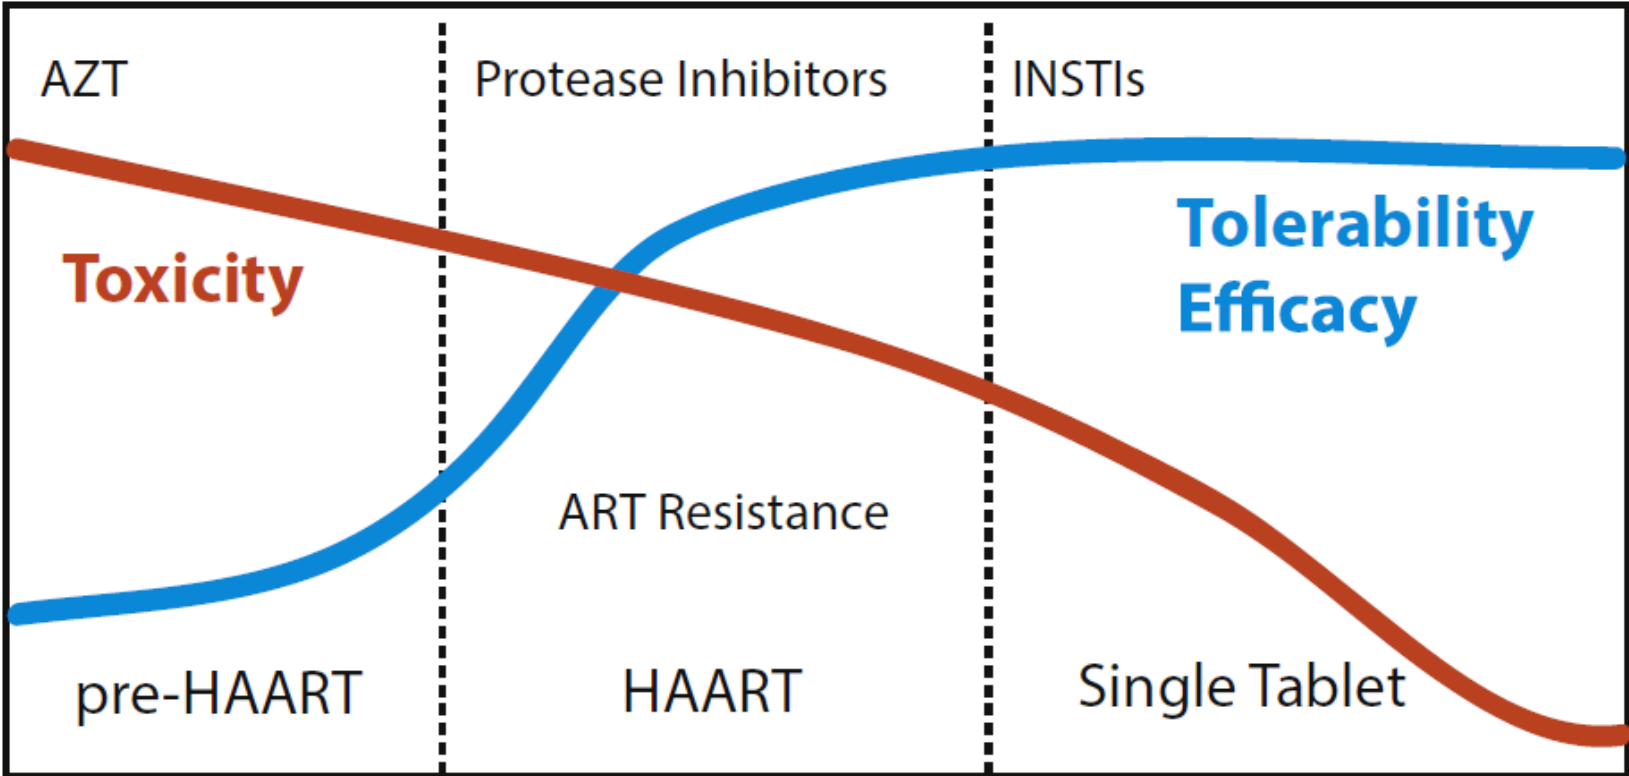 AZT
Protease Inhibitors
INSTIs
Toxicity
Tolerability
Efficacy
ART Resistance
pre-HAART
HAART
Single Tablet